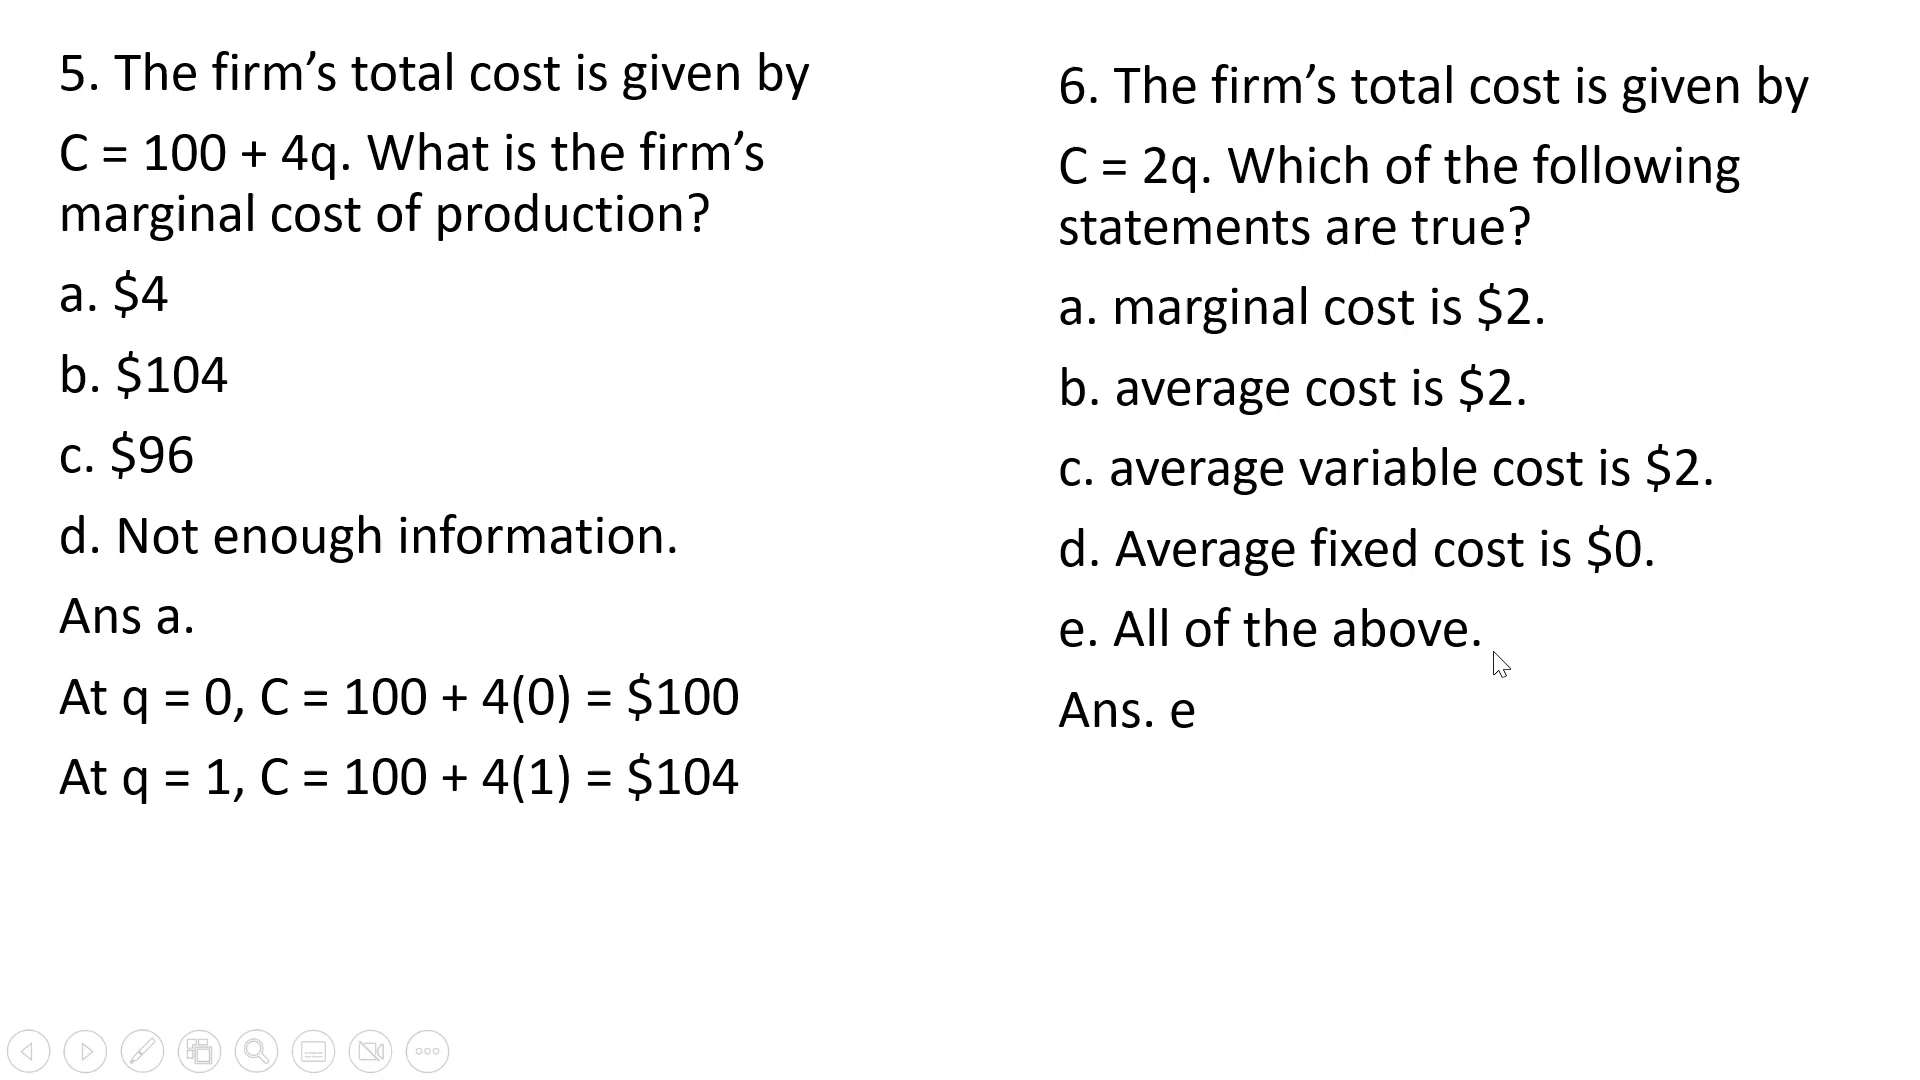 5. The firm’s total cost is given by
C = 100 + 4q. What is the firm’s
marginal cost of production?
a. $4
b. $104
c. $96
d. Not enough information.
Ans a.
At q = 0, C = 100 + 4(0) = $100
At q = 1, C = 100 + 4(1) = $104
6. The firm’s total cost is given by
C = 2q. Which of the following
statements are true?
a. marginal cost is $2.
b. average cost is $2.
c. average variable cost is $2.
d. Average fixed cost is $0.
e. All of the above.
Ans. e